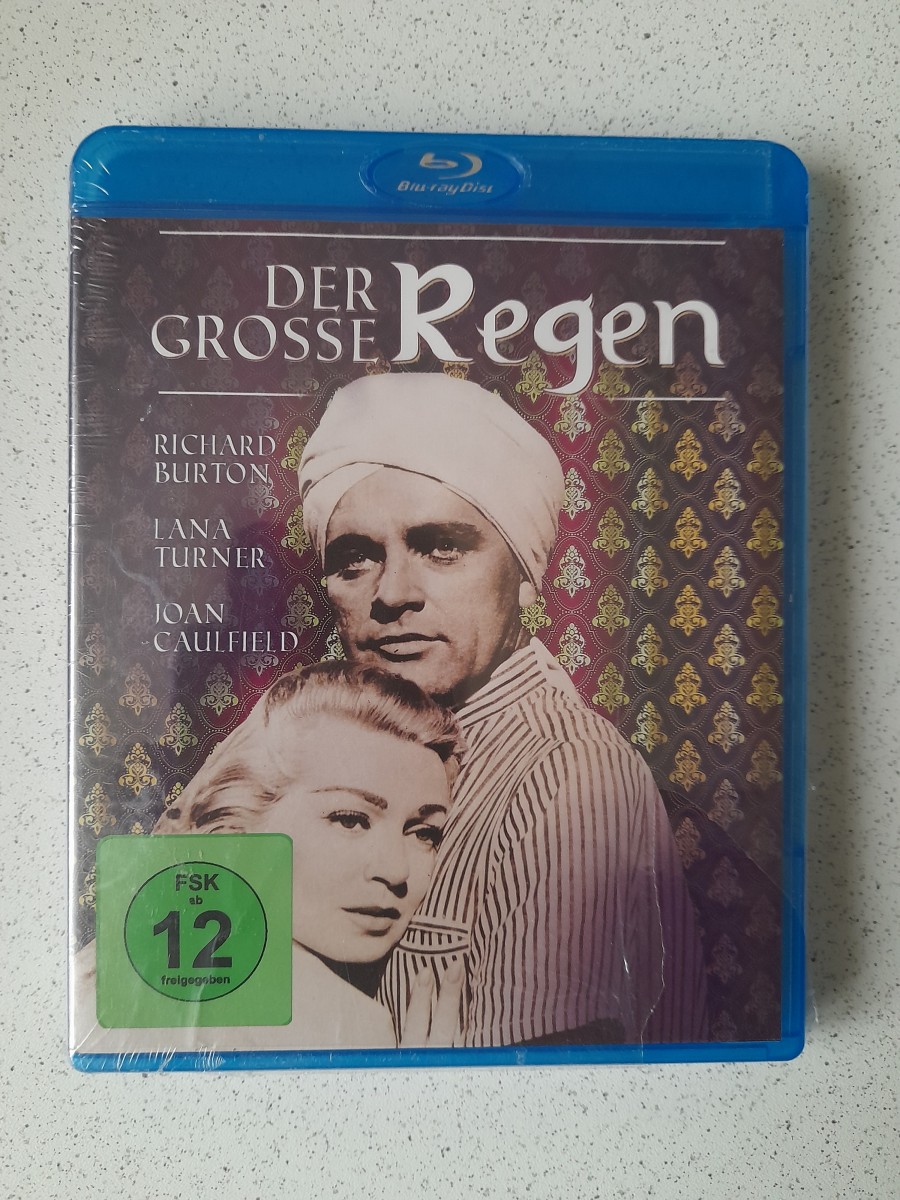 Blu-ray Disc
DER
GROSSE
Regen
RICHARD
BURTON
LANA
TURNER
JOAN
CAULFIELD
FSK
ab
12
freigegeben